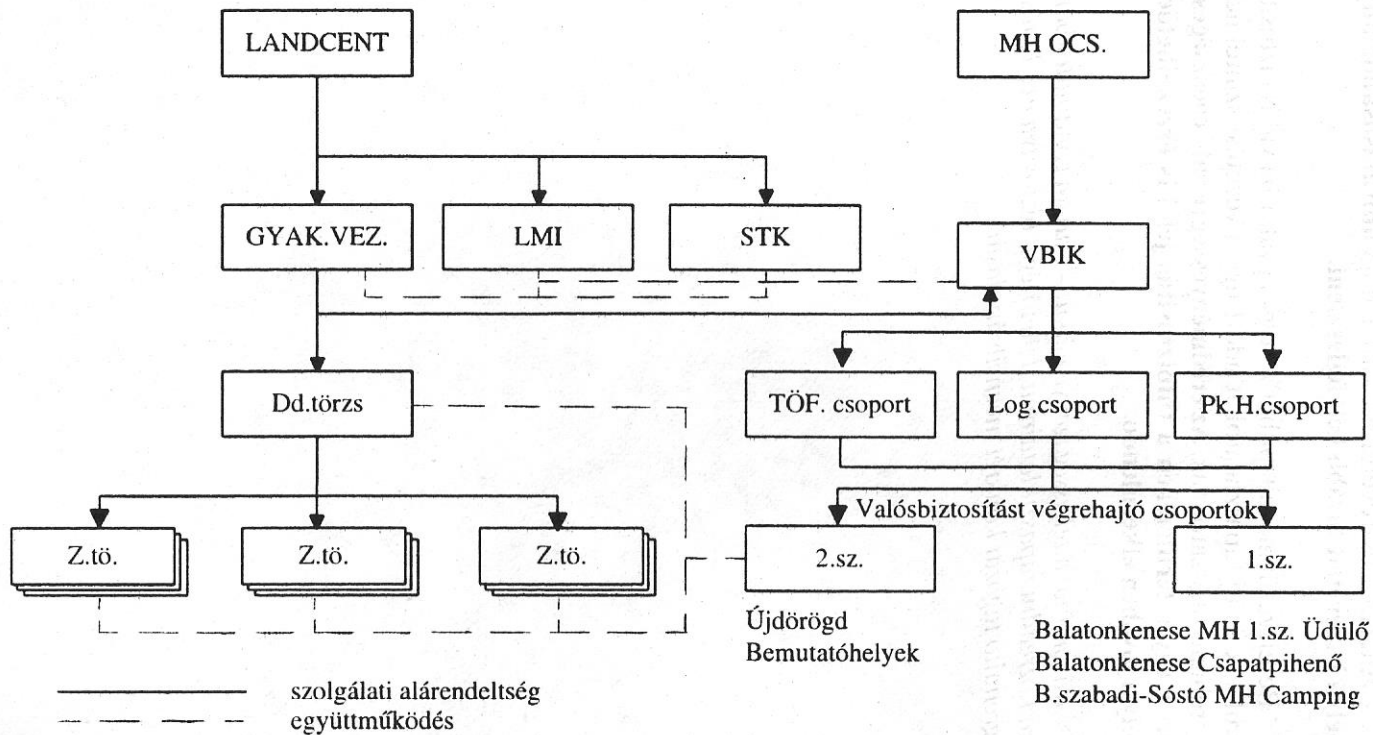 LANDCENT
MH OCS.
GYAK.VEZ.
LMI
STK
VBIK
Dd.törzs
TÖF. csoport
Log.csoport
Pk.H.csoport
Valósbiztosítást végrehajtó csoportok
Z.tö.
Z.tö.
Z.tö.
2.sz.
1.sz.
Újdörögd
Bemutatóhelyek
Balatonkenese MH 1.sz. Üdülő
Balatonkenese Csapatpihenő
B.szabadi-Sóstó MH Camping
szolgálati alárendeltség
együttműködés